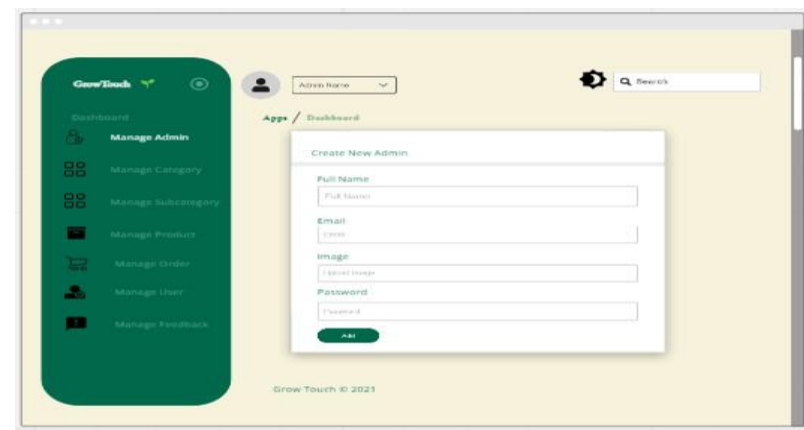 GrowTouch
Admin Name
Search
Dashboard
Apps / Dashboard
Manage Admin
Manage Category
Manage Subcategory
Manage Product
Manage Order
Manage User
Manage Feedback
Create New Admin
Full Name
Full Name
Email
Email
Image
Upload Image
Password
Password
Add
Grow Touch © 2021